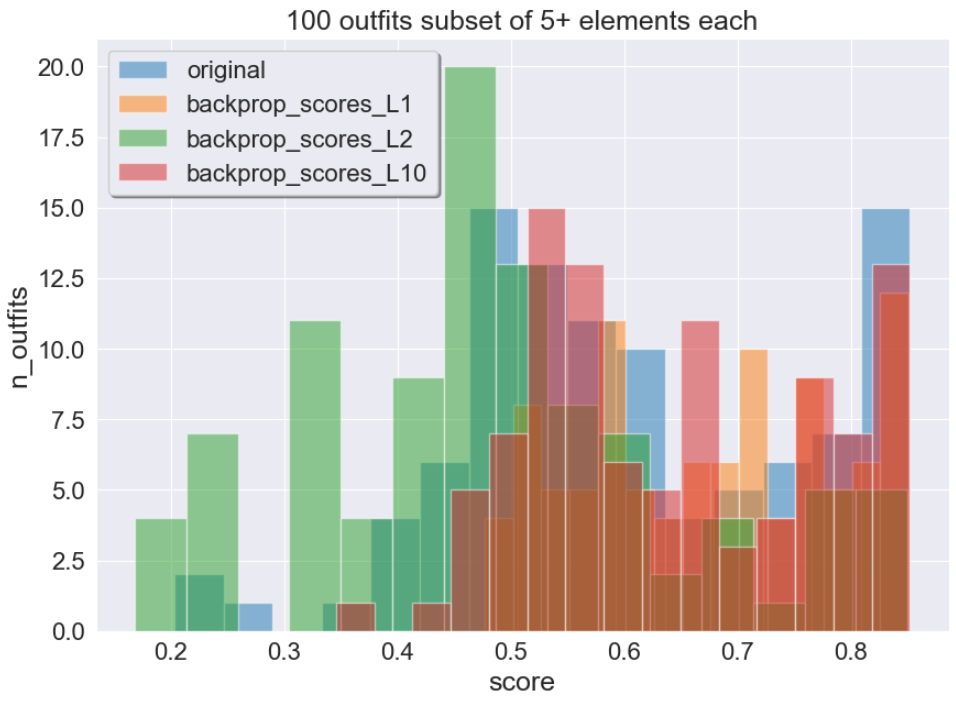 100 outfits subset of 5+ elements each
original
backprop_scores_L1
backprop_scores_L2
backprop_scores_L10
20.0
17.5
15.0
12.5
10.0
7.5
5.0
2.5
0.0
n_outfits
0.2 0.3 0.4 0.5 0.6 0.7 0.8
score